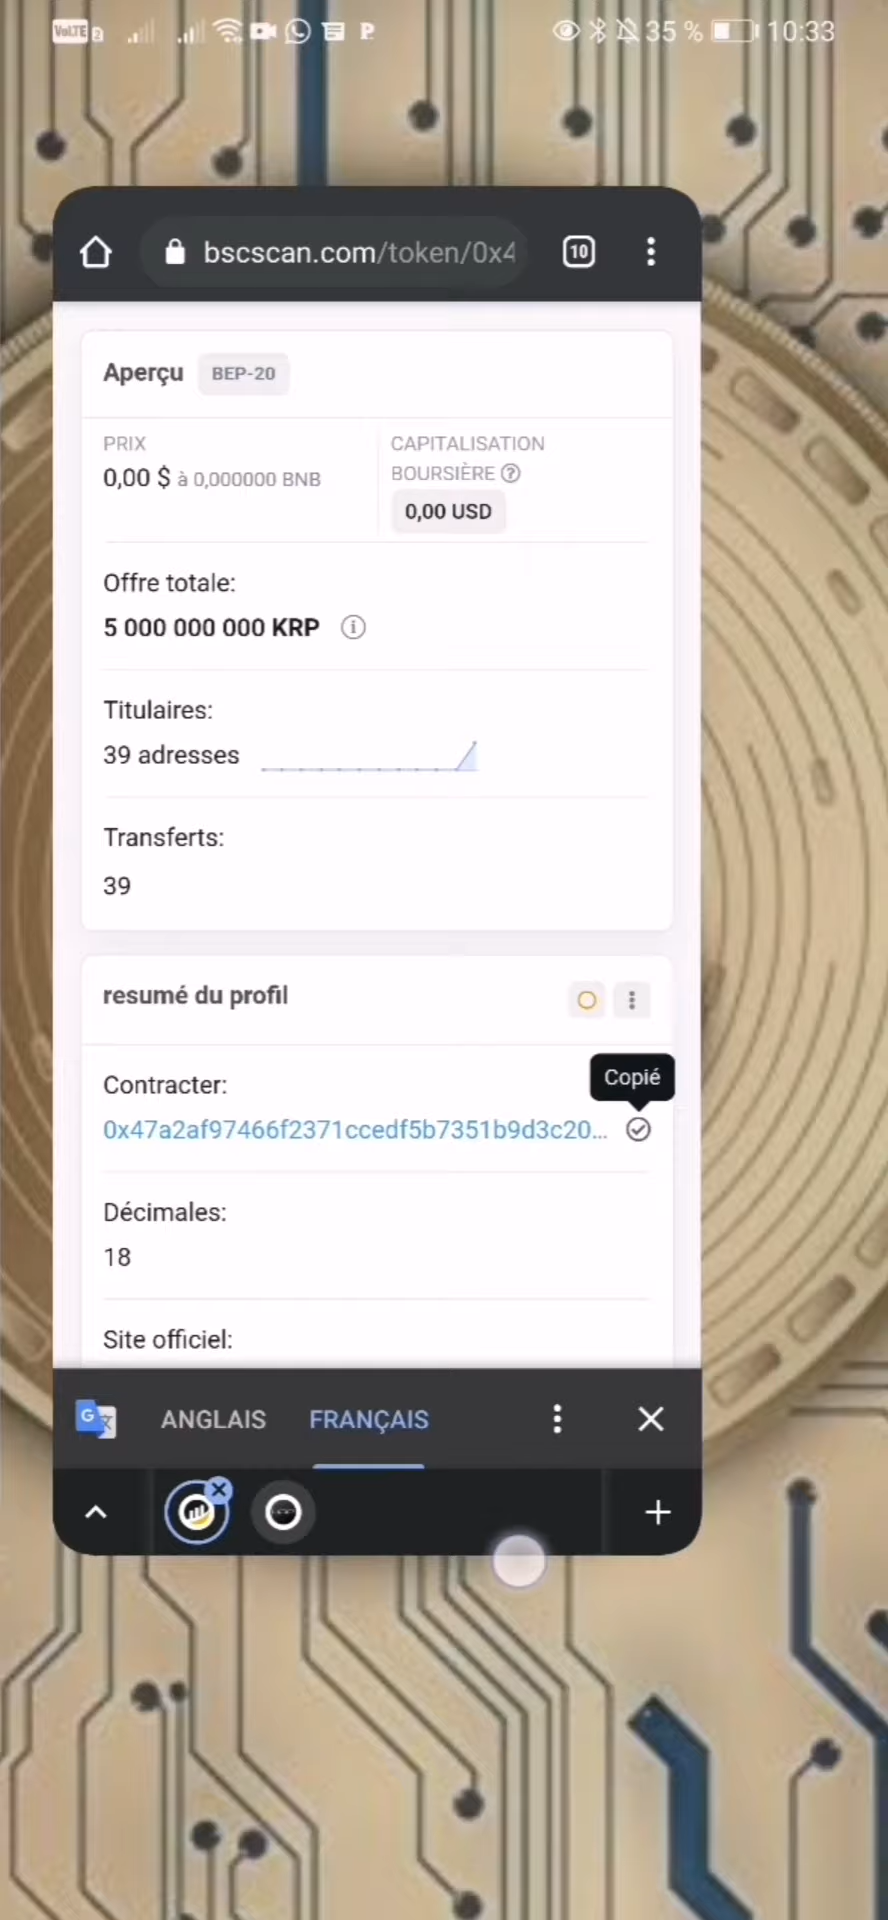 VoLTE 2 35 % 10:33
bscscan.com/token/0x4 10
Aperçu BEP-20
PRIX
0,00 $ à 0,000000 BNB
CAPITALISATION
BOURSIÈRE ?
0,00 USD
Offre totale:
5 000 000 000 KRP
Titulaires:
39 adresses
Transferts:
39
resumé du profil
Copié
Contracter:
0x47a2af97466f2371ccedf5b7351b9d3c20...
Décimales:
18
Site officiel:
G ANGLAIS FRANÇAIS